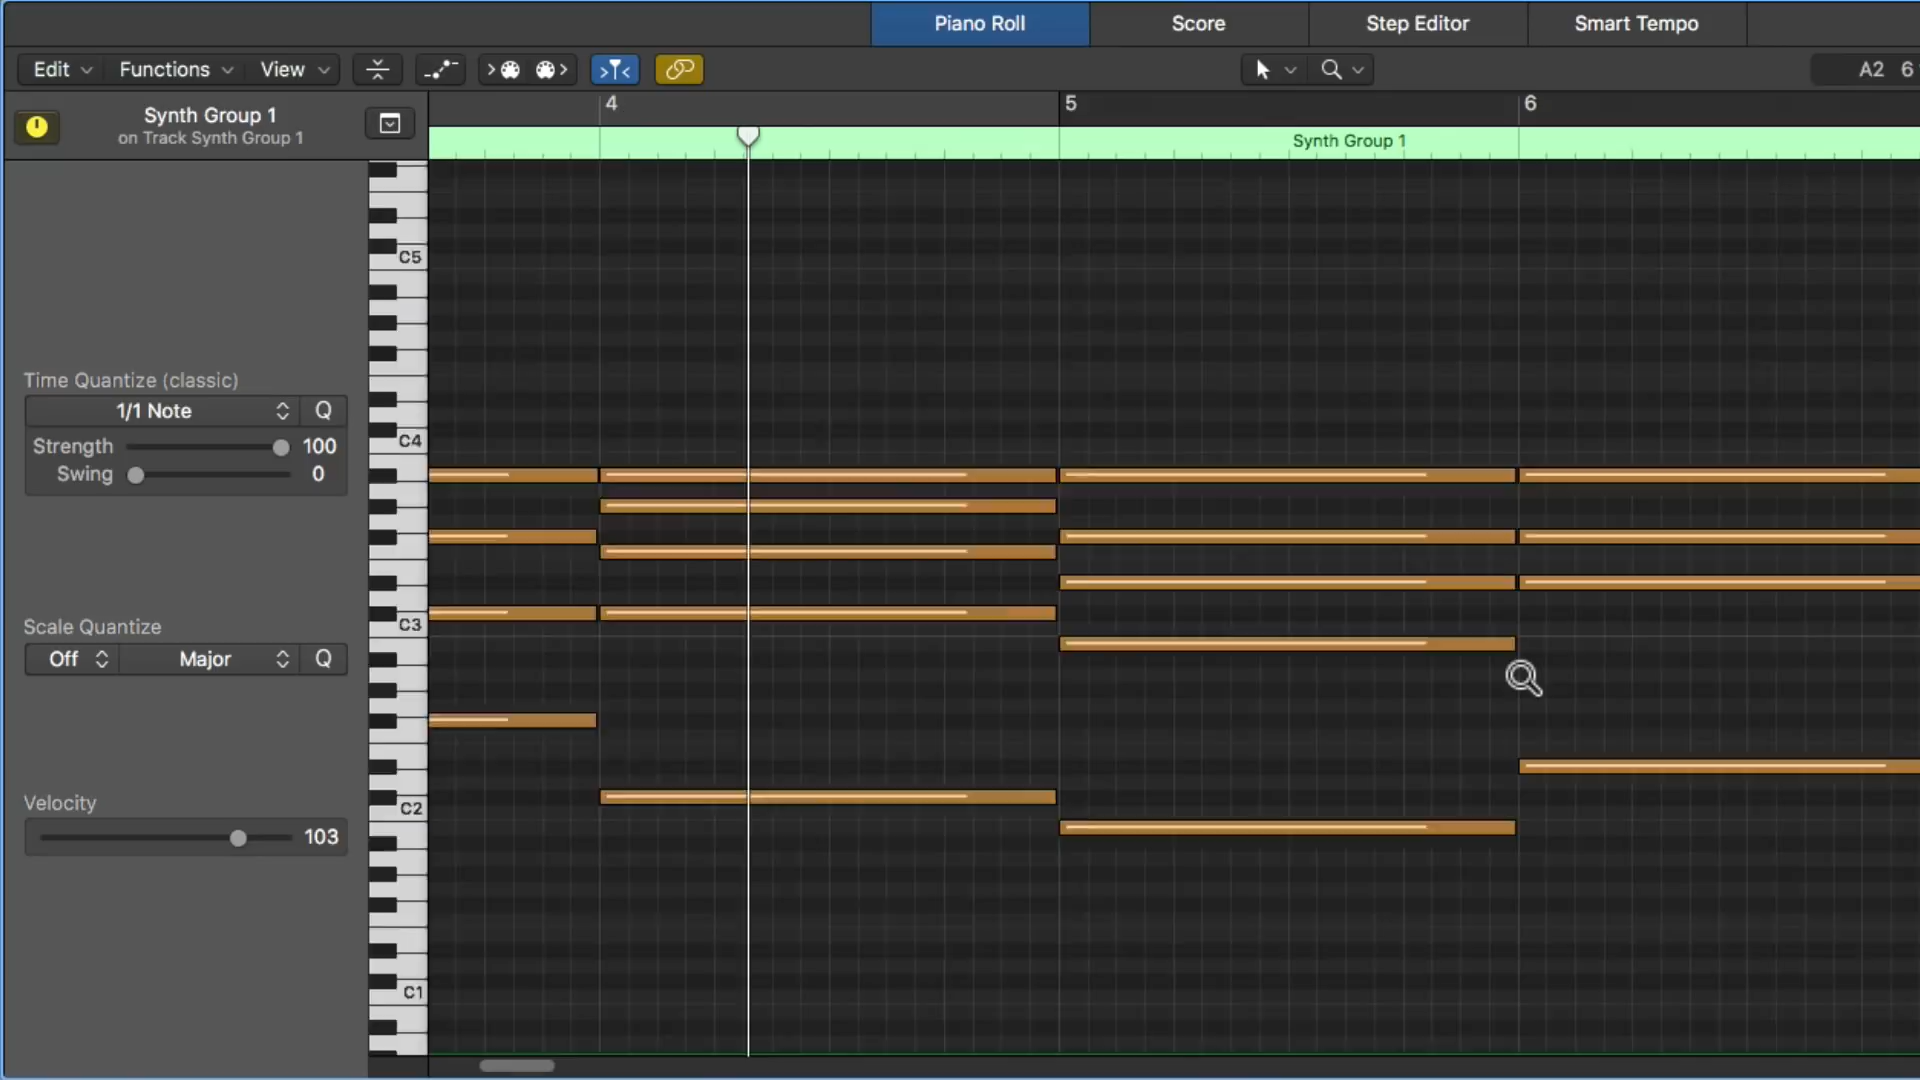 Piano Roll
Score
Step Editor
Smart Tempo
Edit
Functions
View
A2 6
Synth Group 1
on Track Synth Group 1
4
5
6
Synth Group 1
C5
C4
C3
C2
C1
Time Quantize (classic)
1/1 Note
Q
Strength
100
Swing
0
Scale Quantize
Off
Major
Q
Velocity
103